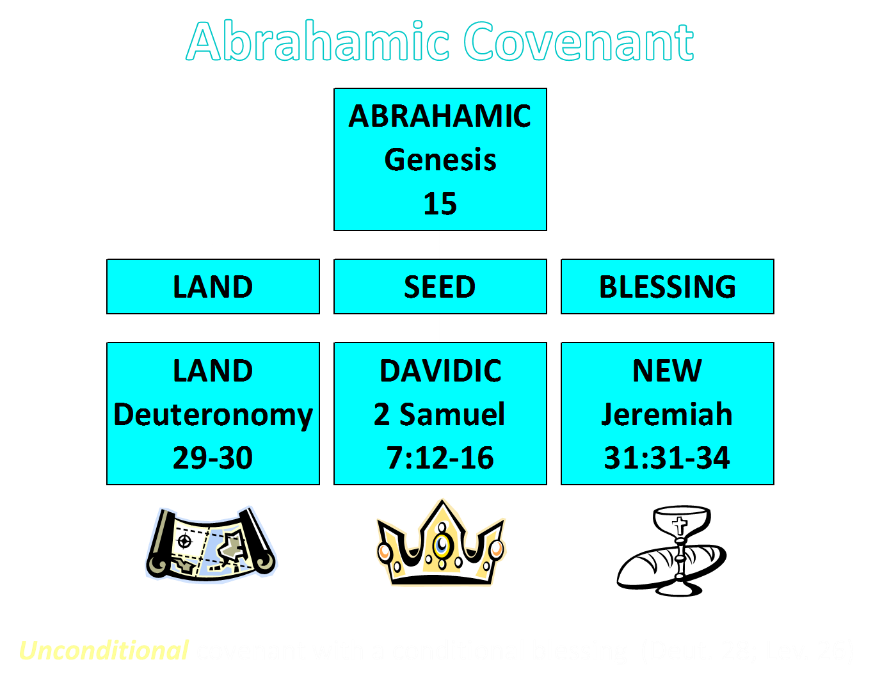 Abrahamic Covenant
ABRAHAMIC
Genesis
15
LAND
SEED
BLESSING
LAND
Deuteronomy
29-30
DAVIDIC
2 Samuel
7:12-16
NEW
Jeremiah
31:31-34
Unconditional